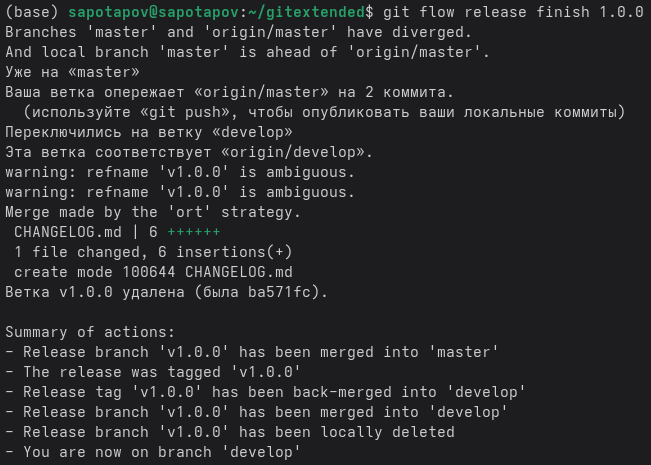 (base) sapotapov@sapotapov:~/gitextended$ git flow release finish 1.0.0
Branches 'master' and 'origin/master' have diverged.
And local branch 'master' is ahead of 'origin/master'.
Уже на «master»
Ваша ветка опережает «origin/master» на 2 коммита.
  (используйте «git push», чтобы опубликовать ваши локальные коммиты)
Переключились на ветку «develop»
Эта ветка соответствует «origin/develop».
warning: refname 'v1.0.0' is ambiguous.
warning: refname 'v1.0.0' is ambiguous.
Merge made by the 'ort' strategy.
 CHANGELOG.md | 6 ++++++
 1 file changed, 6 insertions(+)
 create mode 100644 CHANGELOG.md
Ветка v1.0.0 удалена (была ba571fc).

Summary of actions:
- Release branch 'v1.0.0' has been merged into 'master'
- The release was tagged 'v1.0.0'
- Release tag 'v1.0.0' has been back-merged into 'develop'
- Release branch 'v1.0.0' has been merged into 'develop'
- Release branch 'v1.0.0' has been locally deleted
- You are now on branch 'develop'